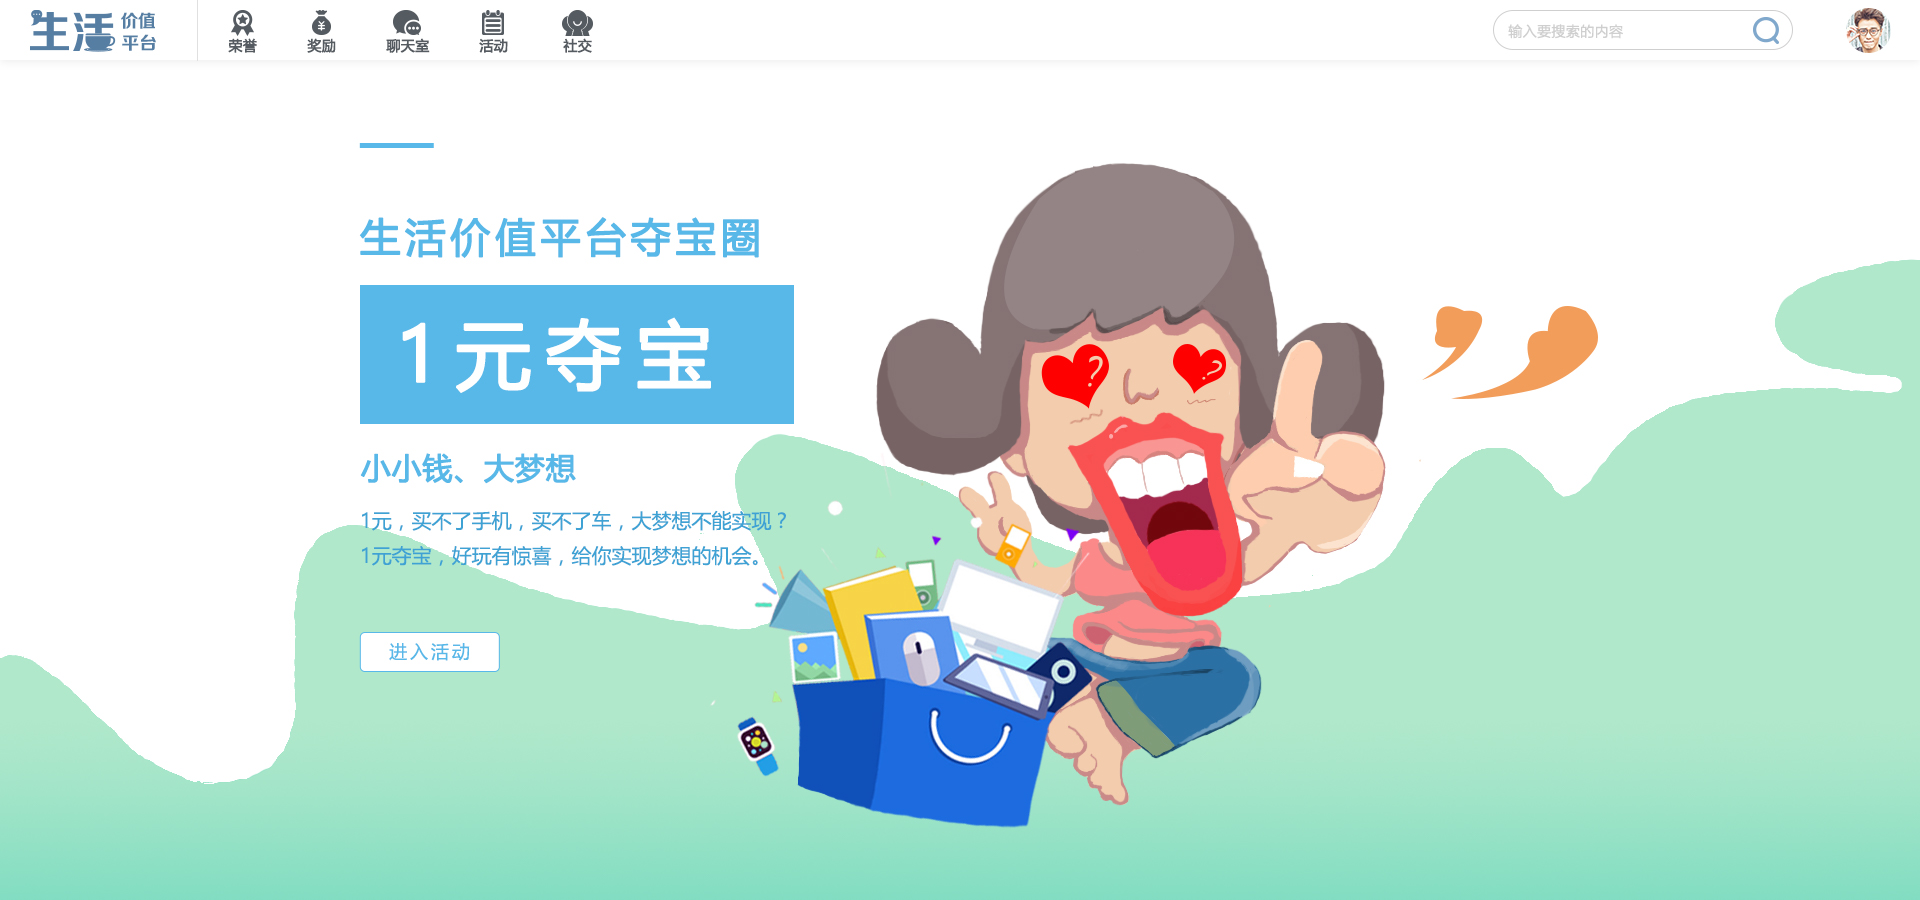 生活 价值
平台
荣誉
奖励
聊天室
活动
社交
输入要搜索的内容
生活价值平台夺宝圈
1元夺宝
小小钱、大梦想
1元，买不了手机，买不了车，大梦想不能实现？
1元夺宝，好玩有惊喜，给你实现梦想的机会。
进入活动